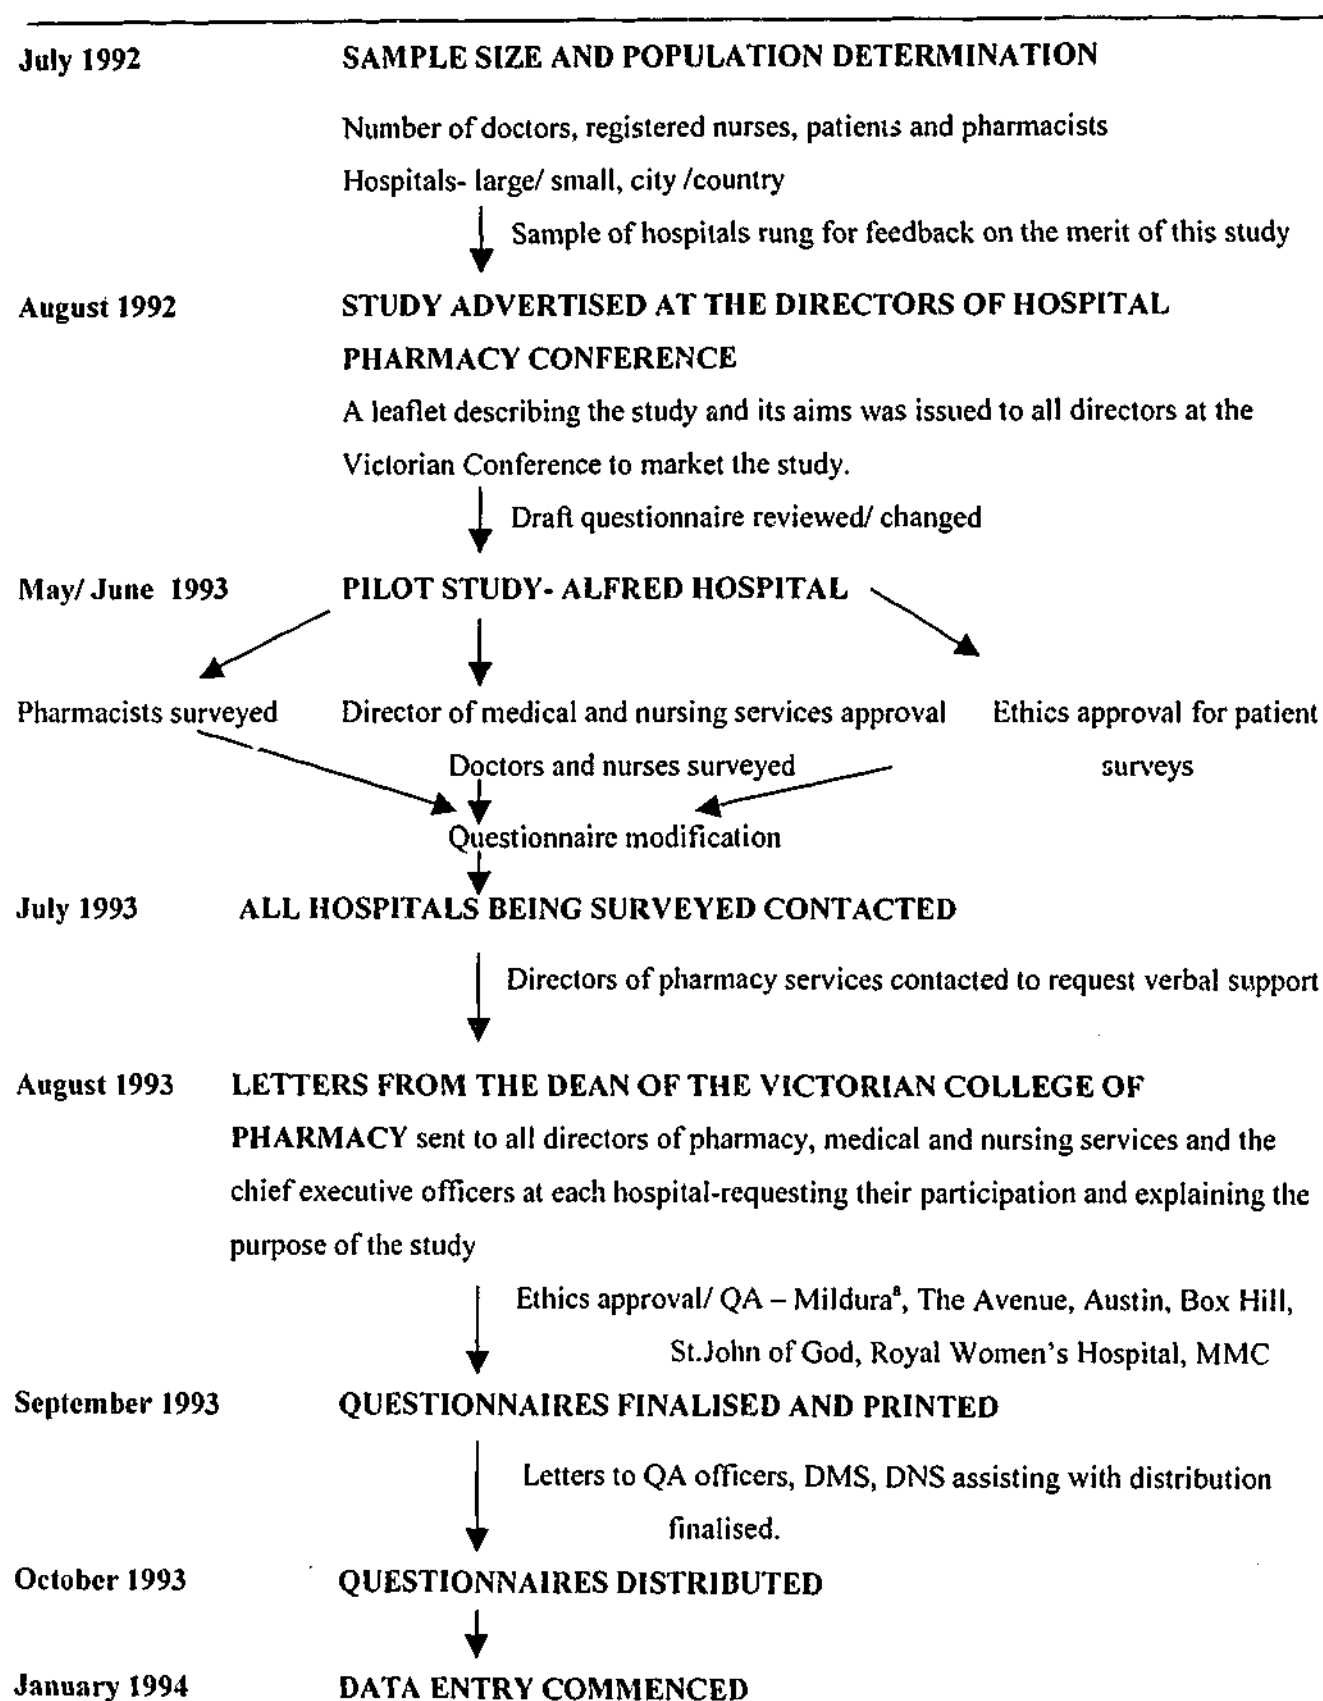 July 1992 SAMPLE SIZE AND POPULATION DETERMINATION
Number of doctors, registered nurses, patients and pharmacists
Hospitals- large/ small, city /country
Sample of hospitals rung for feedback on the merit of this study
August 1992 STUDY ADVERTISED AT THE DIRECTORS OF HOSPITAL
PHARMACY CONFERENCE
A leaflet describing the study and its aims was issued to all directors at the
Victorian Conference to market the study.
Draft questionnaire reviewed/ changed
May/ June 1993 PILOT STUDY- ALFRED HOSPITAL
Pharmacists surveyed Director of medical and nursing services approval Ethics approval for patient
Doctors and nurses surveyed surveys
Questionnaire modification
July 1993 ALL HOSPITALS BEING SURVEYED CONTACTED
Directors of pharmacy services contacted to request verbal support
August 1993 LETTERS FROM THE DEAN OF THE VICTORIAN COLLEGE OF
PHARMACY sent to all directors of pharmacy, medical and nursing services and the
chief executive officers at each hospital-requesting their participation and explaining the
purpose of the study
Ethics approval/ QA – Milduraª, The Avenue, Austin, Box Hill,
St.John of God, Royal Women's Hospital, MMC
September 1993 QUESTIONNAIRES FINALISED AND PRINTED
Letters to QA officers, DMS, DNS assisting with distribution
finalised.
October 1993 QUESTIONNAIRES DISTRIBUTED
January 1994 DATA ENTRY COMMENCED